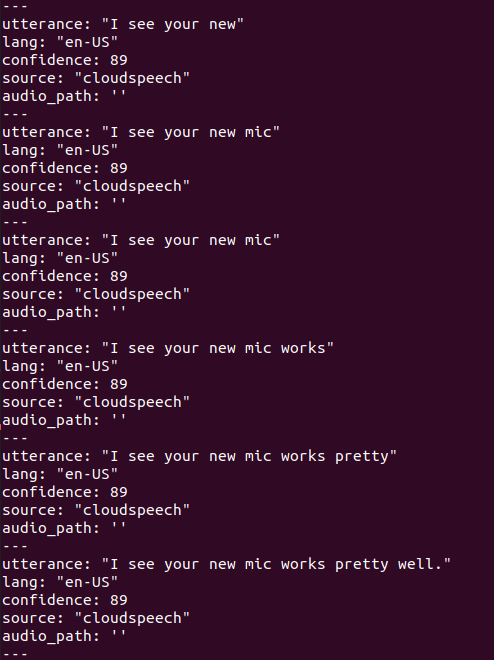 ---
utterance: "I see your new"
lang: "en-US"
confidence: 89
source: "cloudspeech"
audio_path: ''
---
utterance: "I see your new mic"
lang: "en-US"
confidence: 89
source: "cloudspeech"
audio_path: ''
---
utterance: "I see your new mic"
lang: "en-US"
confidence: 89
source: "cloudspeech"
audio_path: ''
---
utterance: "I see your new mic works"
lang: "en-US"
confidence: 89
source: "cloudspeech"
audio_path: ''
---
utterance: "I see your new mic works pretty"
lang: "en-US"
confidence: 89
source: "cloudspeech"
audio_path: ''
---
utterance: "I see your new mic works pretty well."
lang: "en-US"
confidence: 89
source: "cloudspeech"
audio_path: ''
---